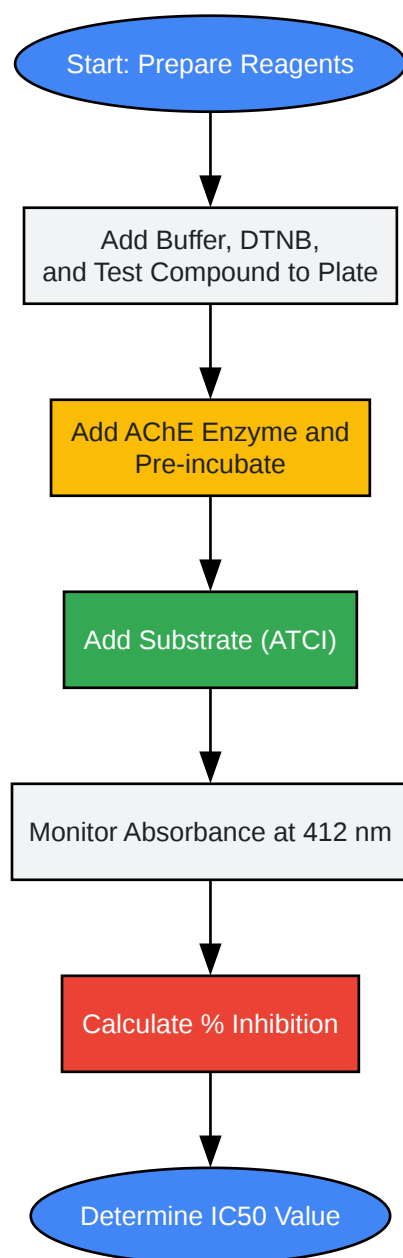 Start: Prepare Reagents
Add Buffer, DTNB,
and Test Compound to Plate
Add AChE Enzyme and
Pre-incubate
Add Substrate (ATCI)
Monitor Absorbance at 412 nm
Calculate % Inhibition
Determine IC50 Value